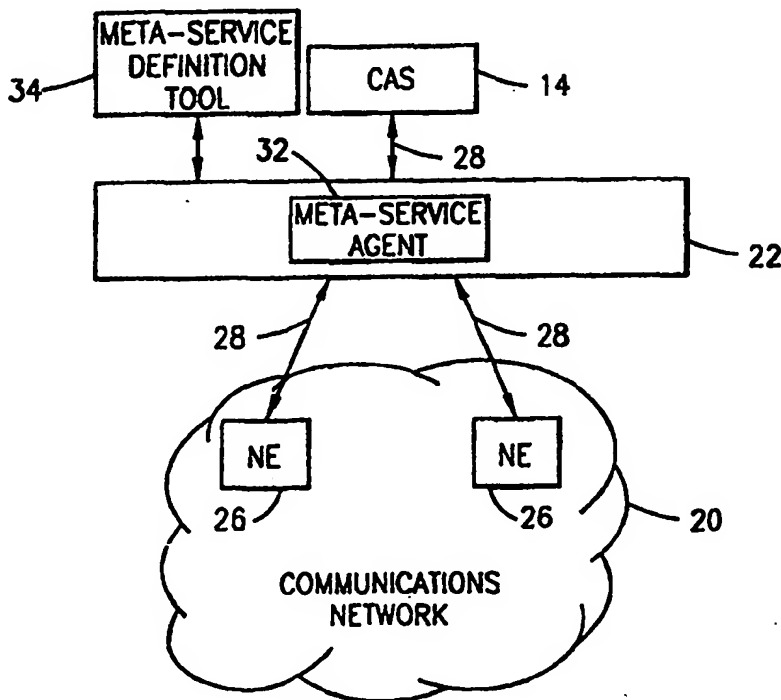 META-SERVICE
DEFINITION
TOOL
34
CAS
14
28
32
META-SERVICE
AGENT
22
28
28
NE
NE
26
26
20
COMMUNICATIONS
NETWORK